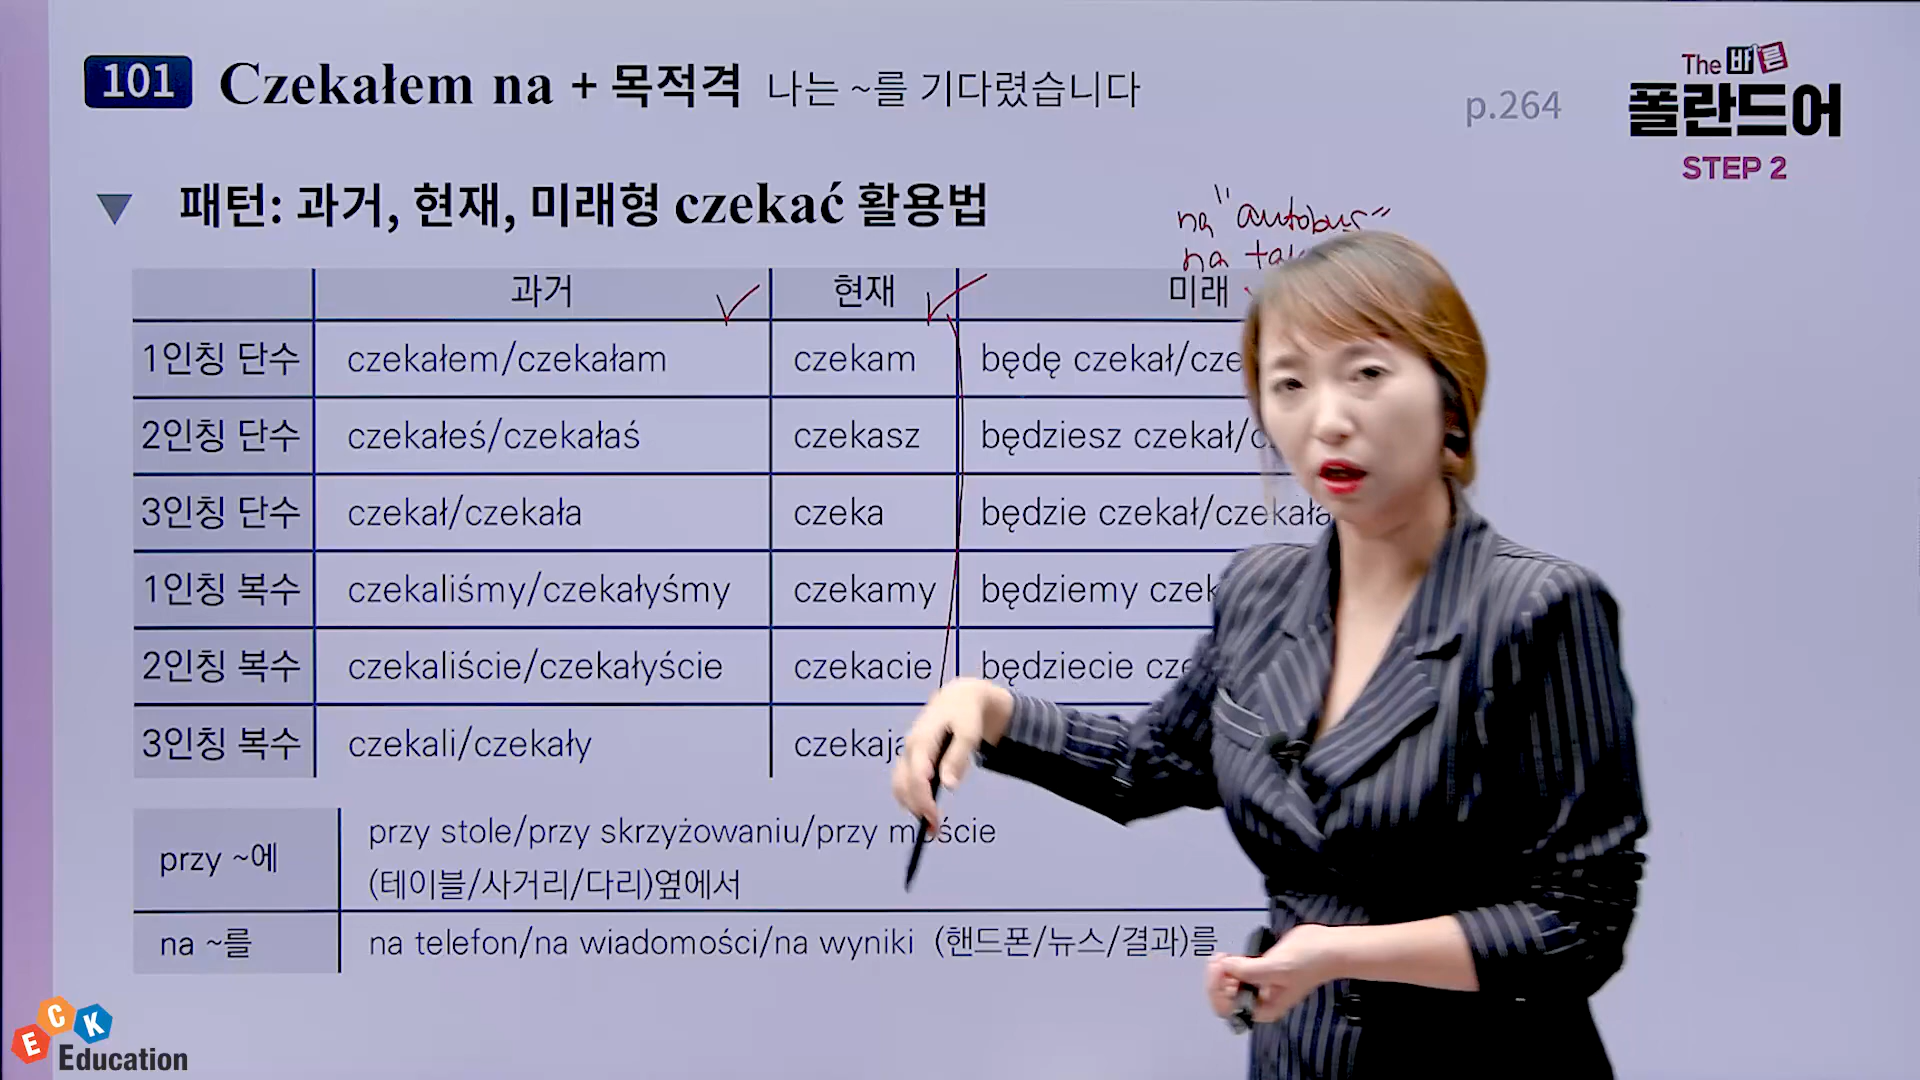 101 Czekałem na + 목적격 나는 ~를 기다렸습니다
p.264
The 바른
폴란드어
STEP 2
패턴: 과거, 현재, 미래형 czekać 활용법
na "autobus"
na
과거 현재 미래
1인칭 단수 czekałem/czekałam czekam będę czekał/
2인칭 단수 czekałeś/czekałaś czekasz będziesz czekał/
3인칭 단수 czekał/czekała czeka będzie czekał/czekała
1인칭 복수 czekaliśmy/czekałyśmy czekamy będziemy
2인칭 복수 czekaliście/czekałyście czekacie będziecie
3인칭 복수 czekali/czekały
przy ~에 przy stole/przy skrzyżowaniu/przy moście
(테이블/사거리/다리)옆에서
na ~를 na telefon/na wiadomości/na wyniki (핸드폰/뉴스/결과)를
ECK
Education